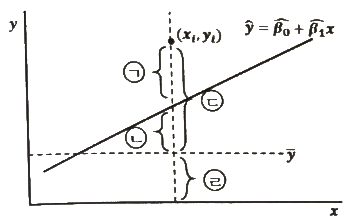 y
(xᵢ, yᵢ)
ŷ = β̂₀ + β̂₁x
㉠
㉢
㉡
ȳ
㉣
x